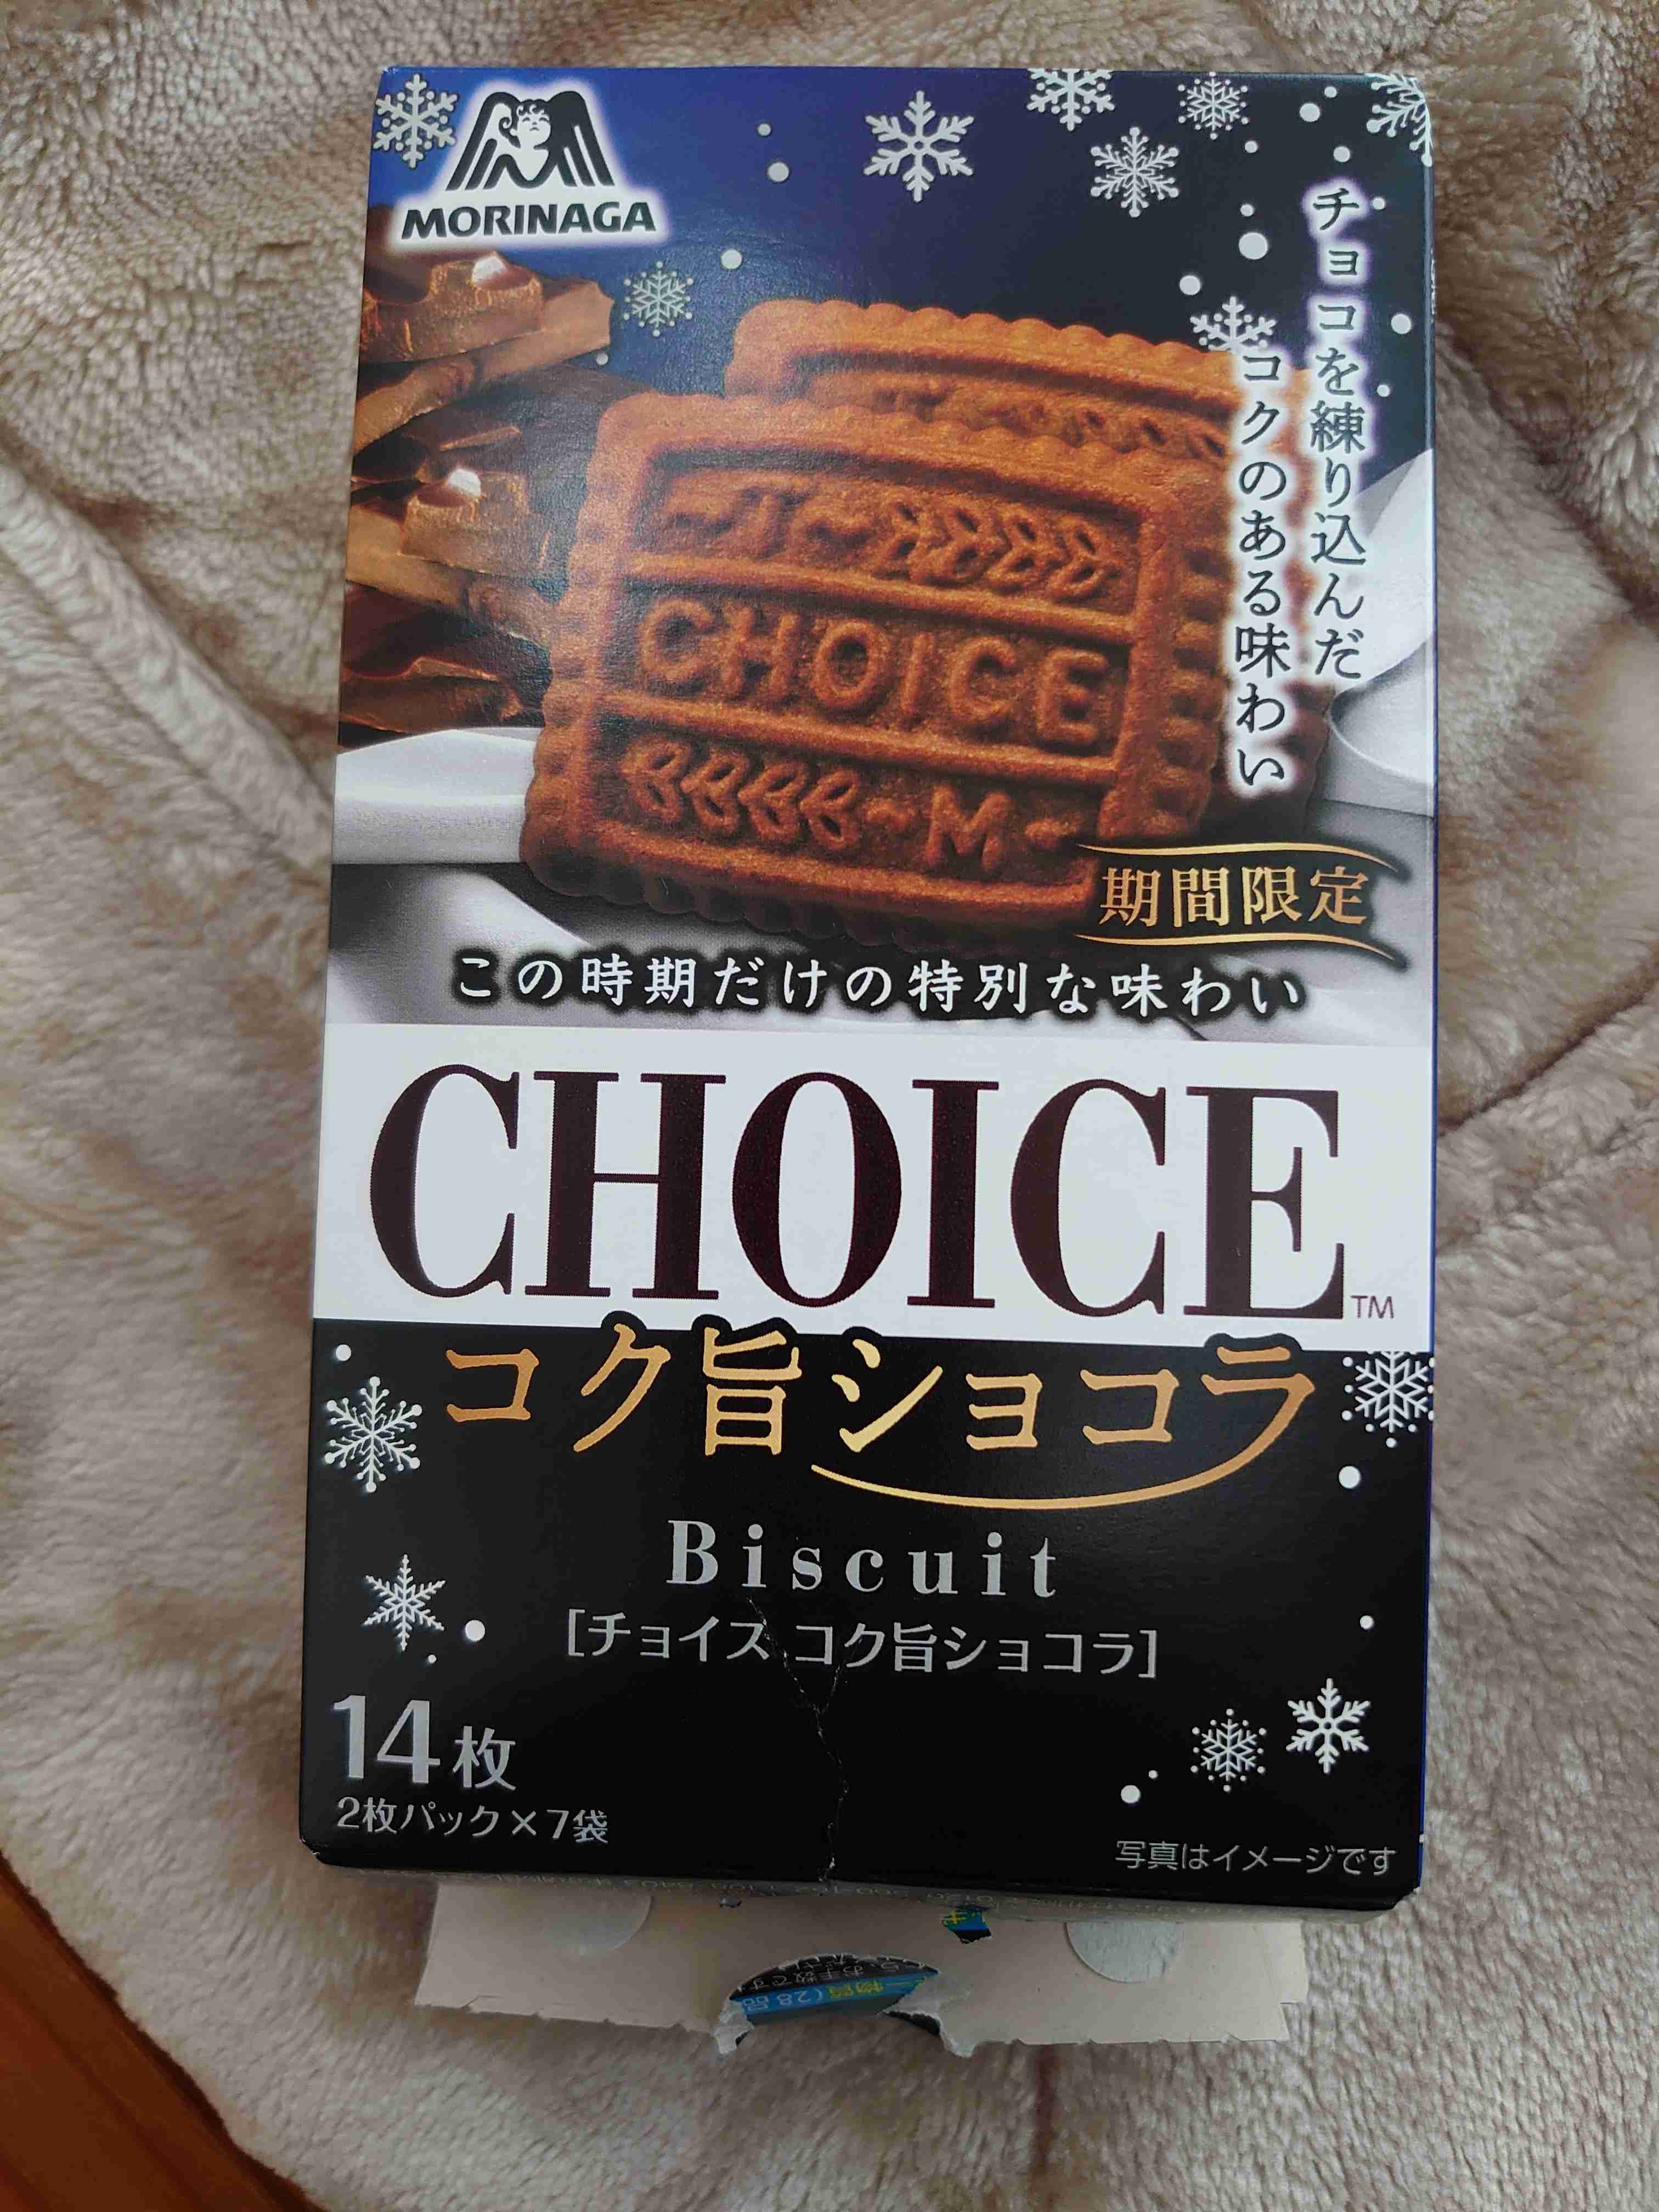 MORINAGA
チョコを練り込んだ
コクのある味わい
CHOICE
~M~
期間限定
この時期だけの特別な味わい
CHOICE™
コク旨ショコラ
Biscuit
[チョイス コク旨ショコラ]
14枚
2枚パック×7袋
写真はイメージです